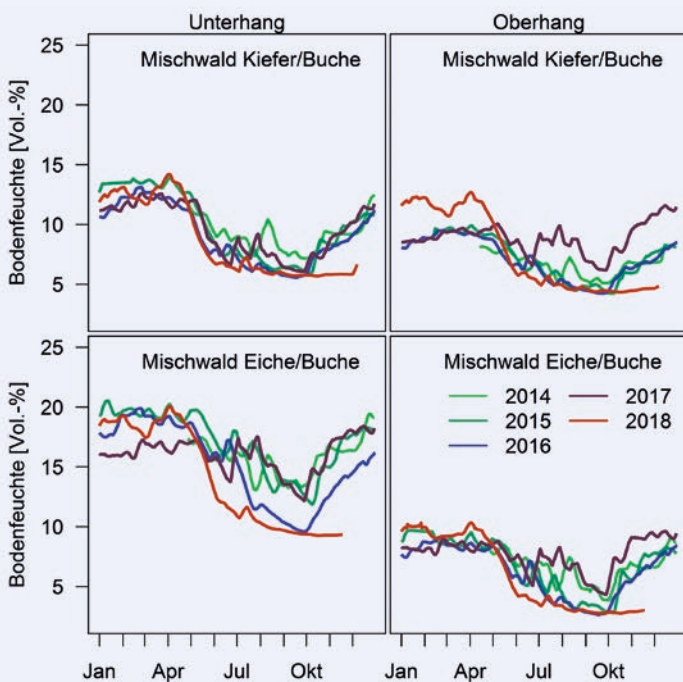 Unterhang
Oberhang
Bodenfeuchte [Vol.-%]
25
20
15
10
5
Mischwald Kiefer/Buche
Mischwald Kiefer/Buche
Bodenfeuchte [Vol.-%]
25
20
15
10
5
Mischwald Eiche/Buche
Mischwald Eiche/Buche
2014
2015
2016
2017
2018
Jan Apr Jul Okt
Jan Apr Jul Okt